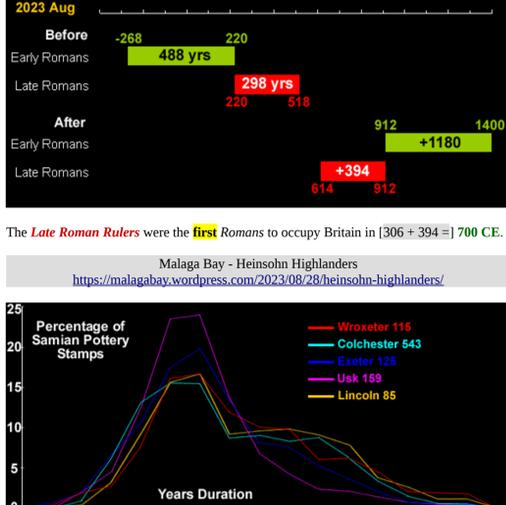 2023 Aug
Before
-268 220
Early Romans 488 yrs
Late Romans 298 yrs
220 518
After
912 1400
Early Romans +1180
Late Romans +394
614 912
The Late Roman Rulers were the first Romans to occupy Britain in [306 + 394 =] 700 CE.
Malaga Bay - Heinsohn Highlanders
https://malagabay.wordpress.com/2023/08/28/heinsohn-highlanders/
25
Percentage of
Samian Pottery
Stamps
Wroxeter 115
Colchester 543
Exeter 125
Usk 159
Lincoln 85
20
15
10
5
0
Years Duration